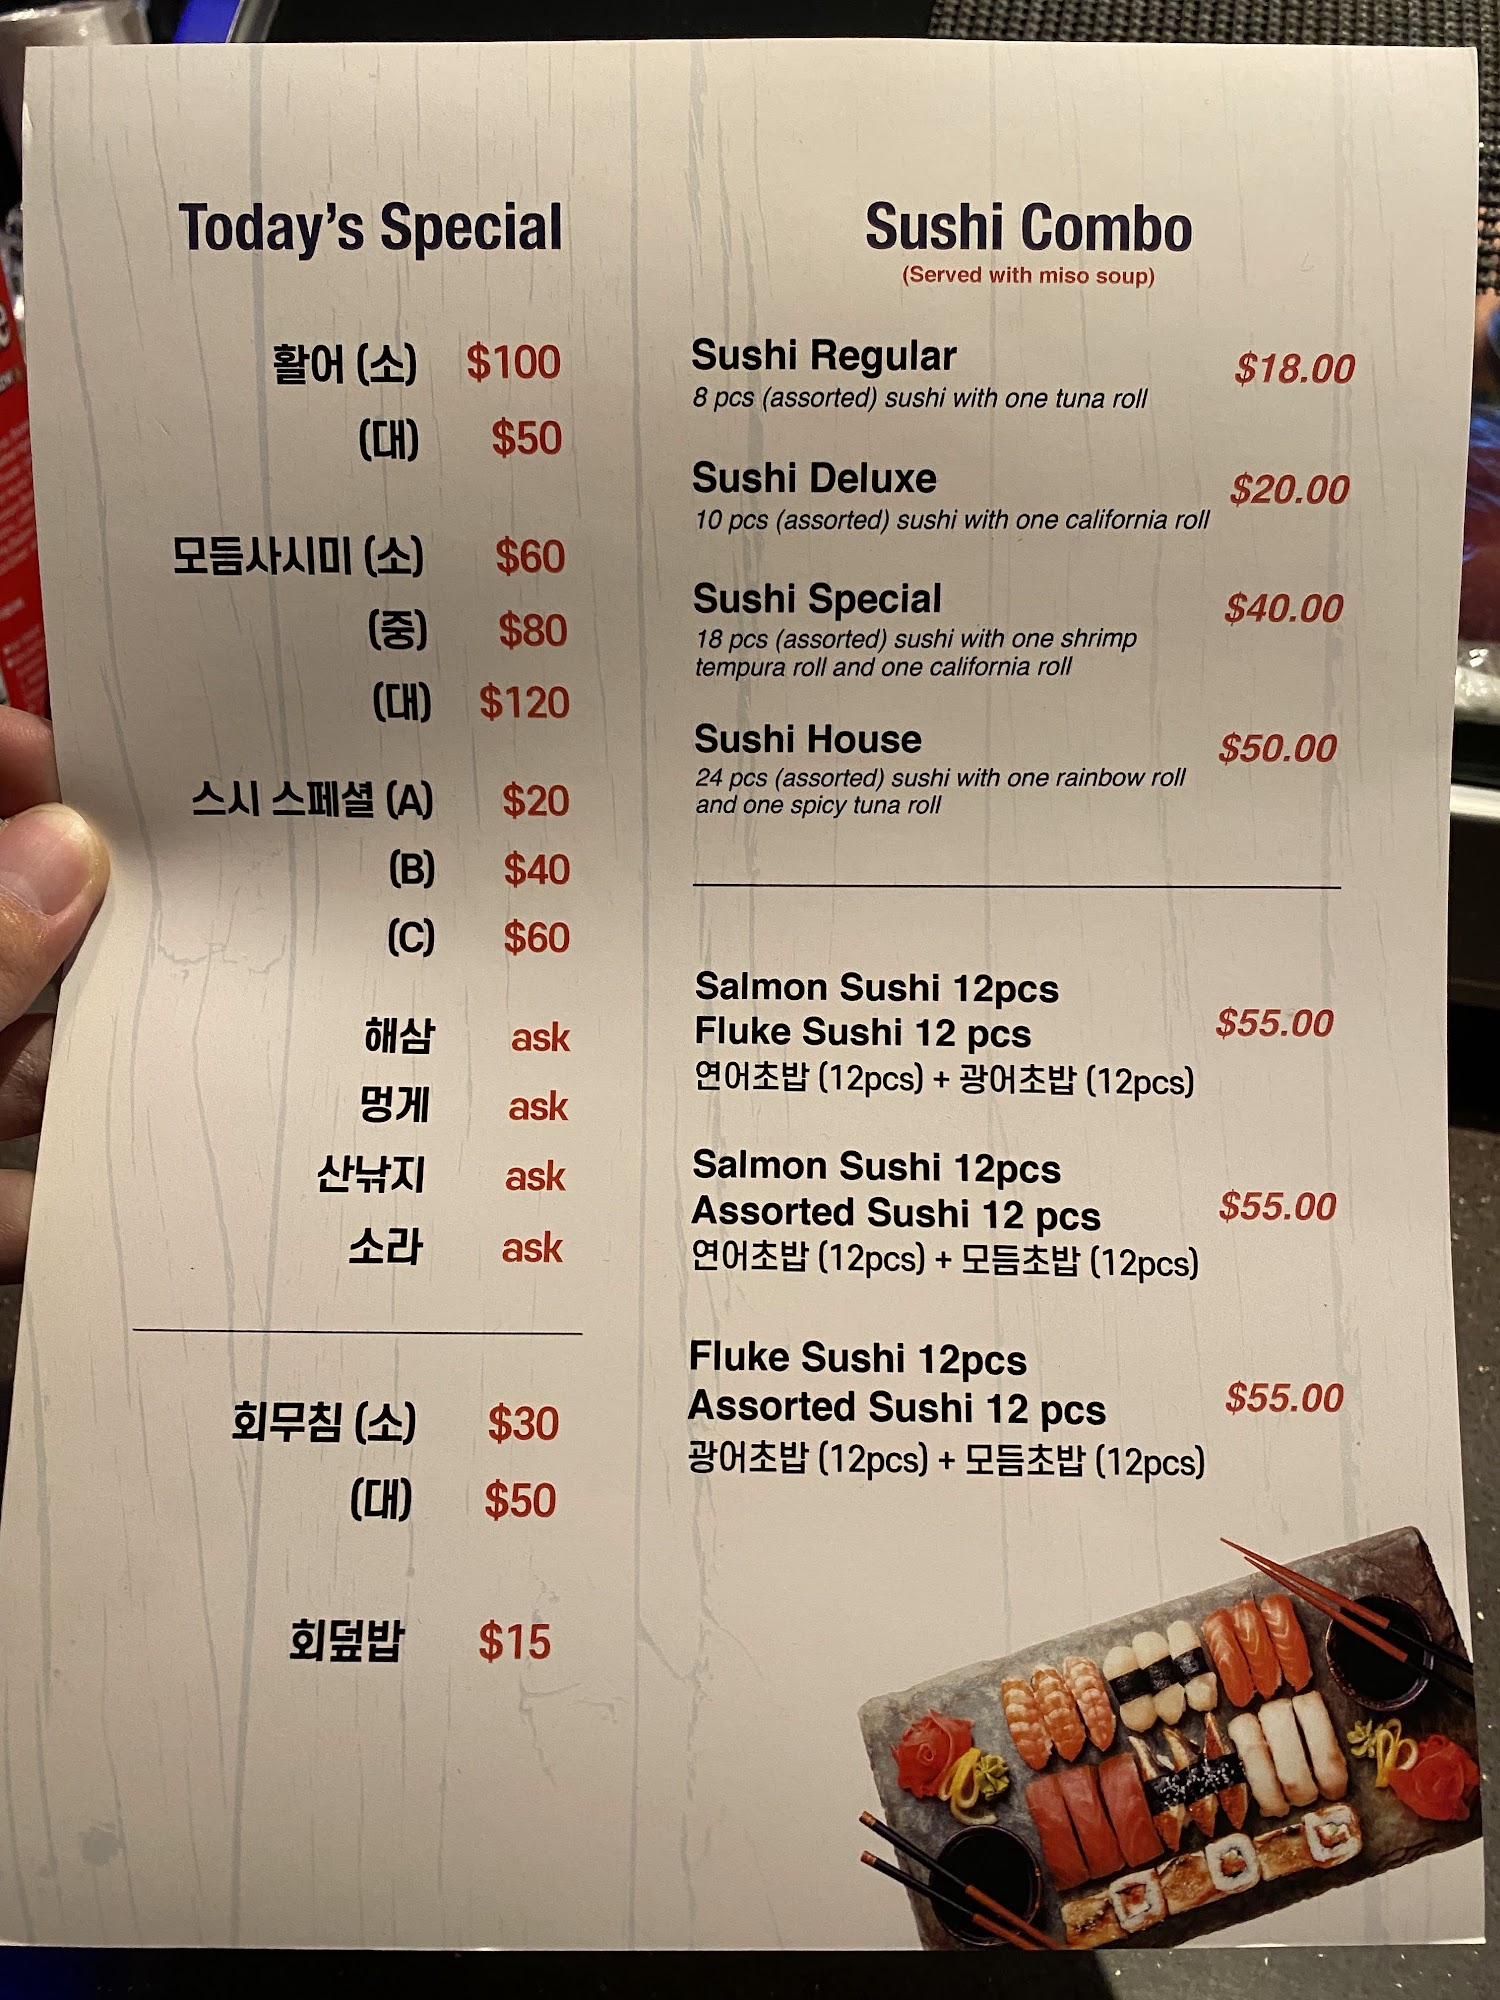 Today's Special
활어 (소) $100
(대) $50
모듬사시미 (소) $60
(중) $80
(대) $120
스시 스페셜 (A) $20
(B) $40
(C) $60
해삼 ask
멍게 ask
산낚지 ask
소라 ask
회무침 (소) $30
(대) $50
회덮밥 $15
Sushi Combo
(Served with miso soup)
Sushi Regular $18.00
8 pcs (assorted) sushi with one tuna roll
Sushi Deluxe $20.00
10 pcs (assorted) sushi with one california roll
Sushi Special $40.00
18 pcs (assorted) sushi with one shrimp
tempura roll and one california roll
Sushi House $50.00
24 pcs (assorted) sushi with one rainbow roll
and one spicy tuna roll
Salmon Sushi 12pcs
Fluke Sushi 12 pcs $55.00
연어초밥 (12pcs) + 광어초밥 (12pcs)
Salmon Sushi 12pcs
Assorted Sushi 12 pcs $55.00
연어초밥 (12pcs) + 모듬초밥 (12pcs)
Fluke Sushi 12pcs
Assorted Sushi 12 pcs $55.00
광어초밥 (12pcs) + 모듬초밥 (12pcs)